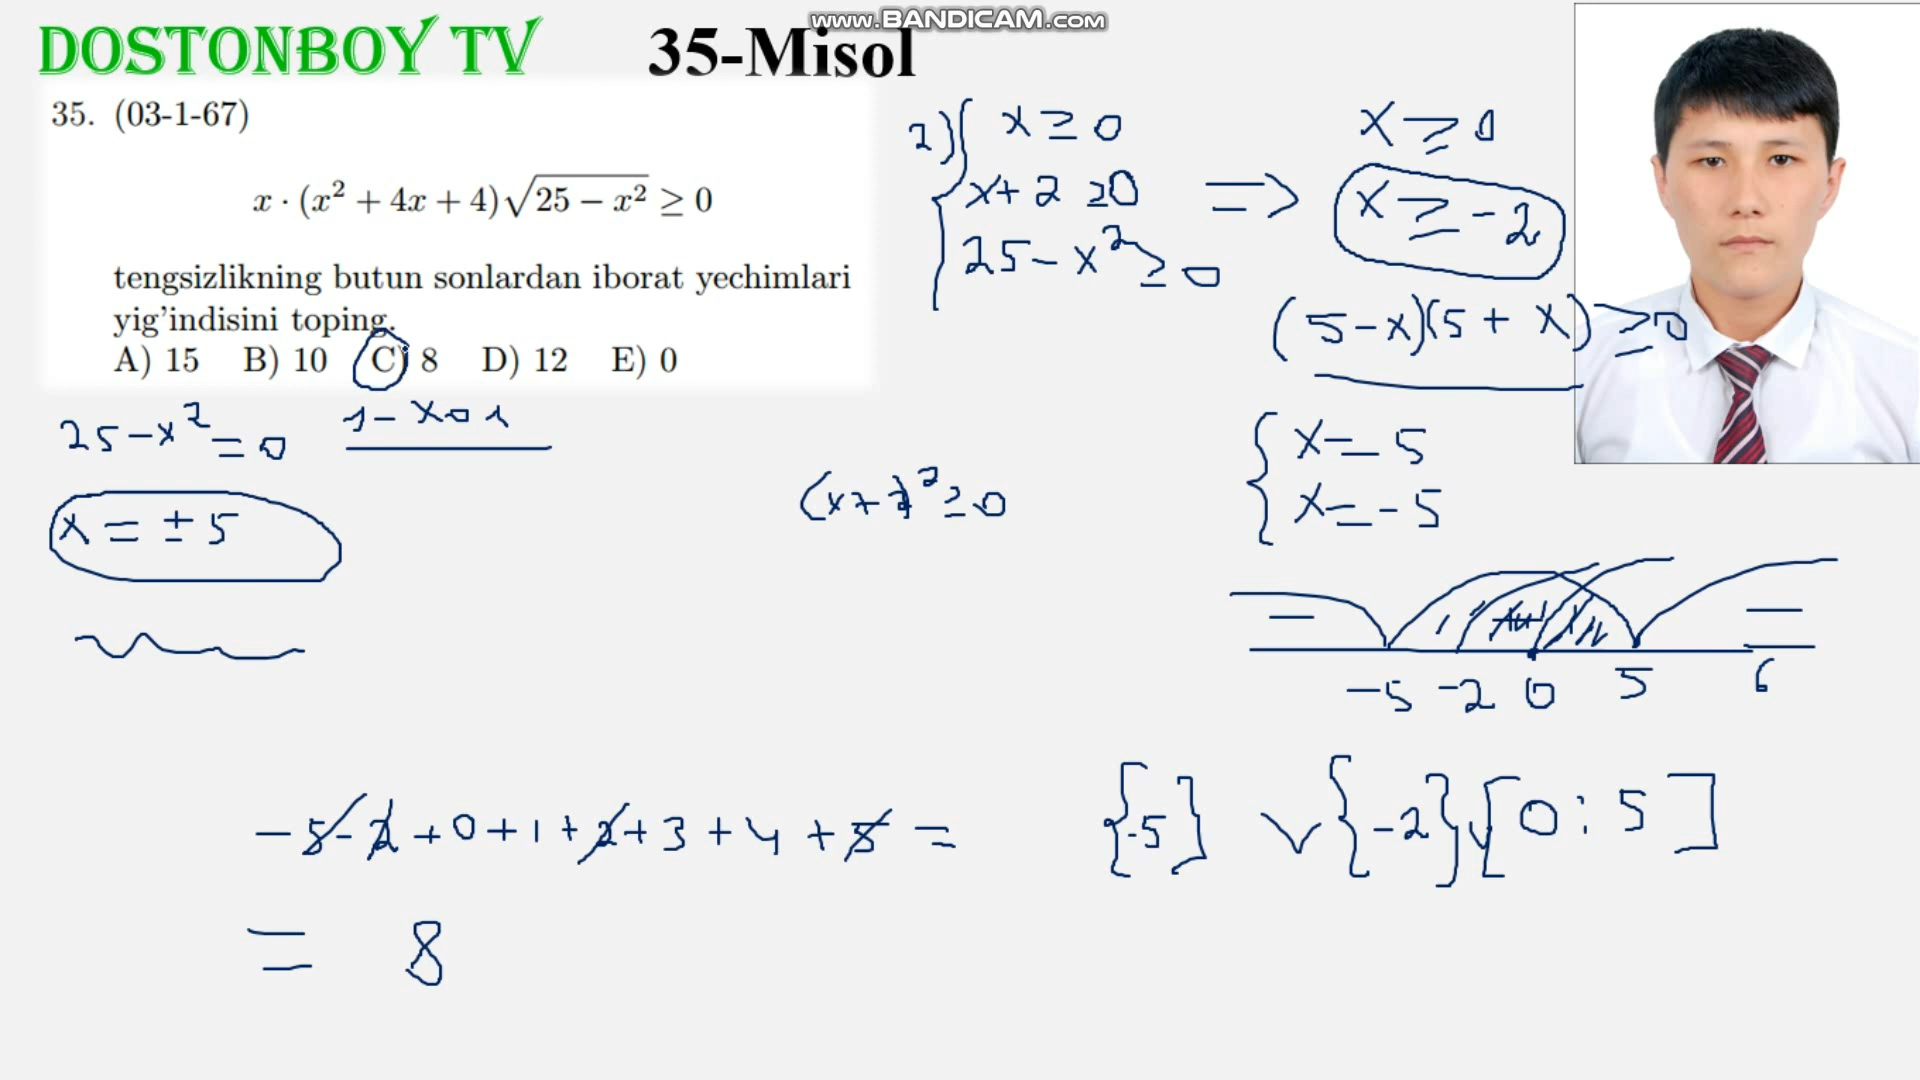 www.BANDICAM.com
DOSTONBOY TV
35-Misol
35. (03-1-67)
x · (x² + 4x + 4)√(25 − x²) ≥ 0
tengsizlikning butun sonlardan iborat yechimlari
yig'indisini toping.
A) 15 B) 10 C) 8 D) 12 E) 0
25-x²=0
1-xol
x = ±5
2) { x ≥ 0
x+2 ≥0
25-x² ≥ 0
=>
x ≥ 0
x ≥ -2
(5-x)(5+x) ≥0
{ x=5
x=-5
(x+2)² ≥0
-5 -2 0 5 6
-5-2+0+1+2+3+4+5=
= 8
{-5} ∨ {-2} ∨ [0:5]